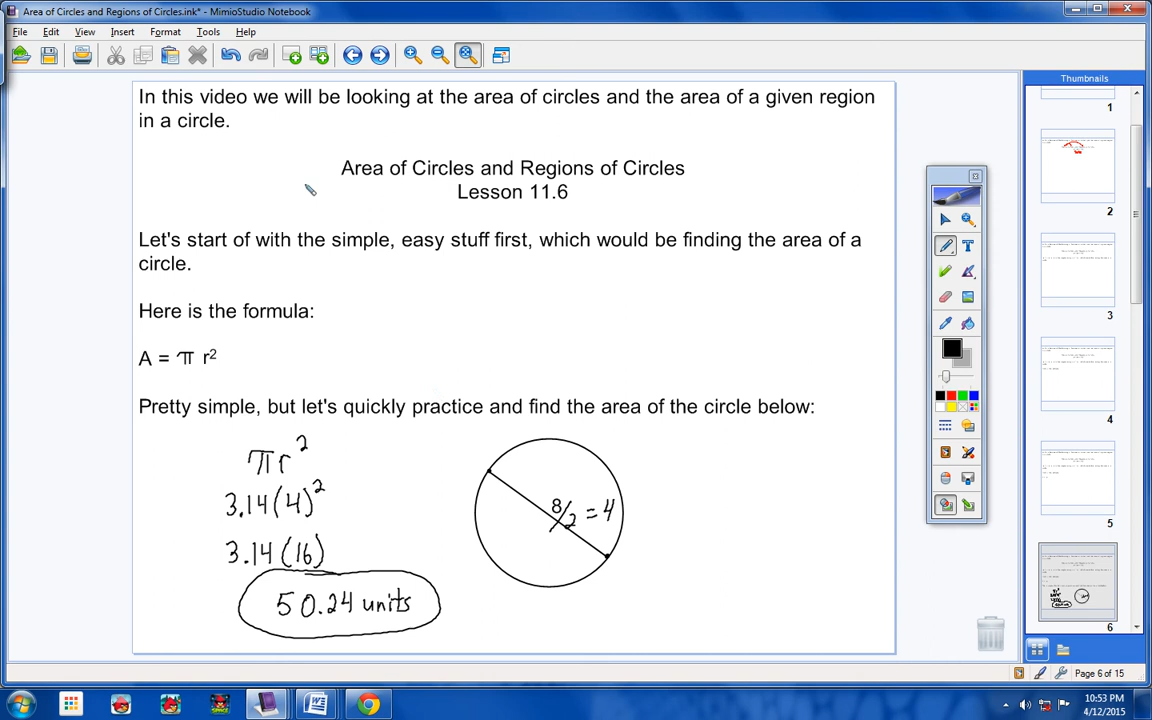 Area of Circles and Regions of Circles.ink* - MimioStudio Notebook
File Edit View Insert Format Tools Help
In this video we will be looking at the area of circles and the area of a given region
in a circle.
Area of Circles and Regions of Circles
Lesson 11.6
Let's start of with the simple, easy stuff first, which would be finding the area of a
circle.
Here is the formula:
A = π r²
Pretty simple, but let's quickly practice and find the area of the circle below:
πr²
3.14(4)²
3.14(16)
50.24 units
8/2 = 4
Thumbnails
1
2
3
4
5
6
Page 6 of 15
10:53 PM
4/12/2015